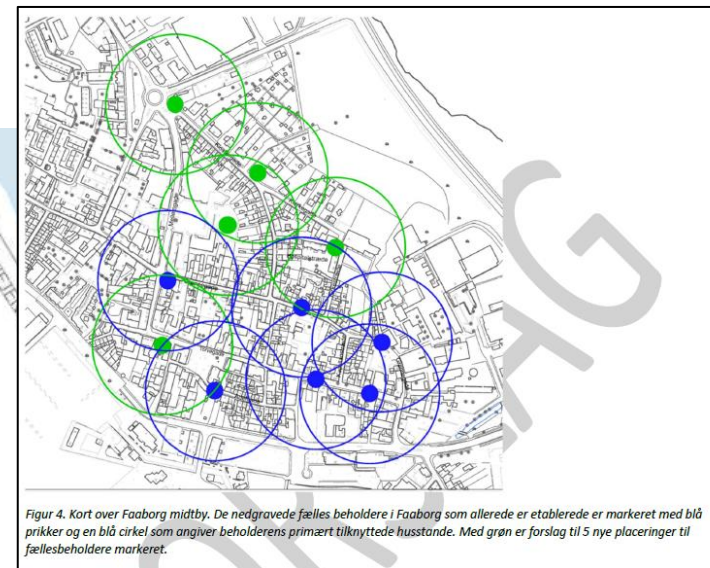 Figur 4. Kort over Faaborg midtby. De nedgravede fælles beholdere i Faaborg som allerede er etablerede er markeret med blå
prikker og en blå cirkel som angiver beholderens primært tilknyttede husstande. Med grøn er forslag til 5 nye placeringer til
fællesbeholdere markeret.